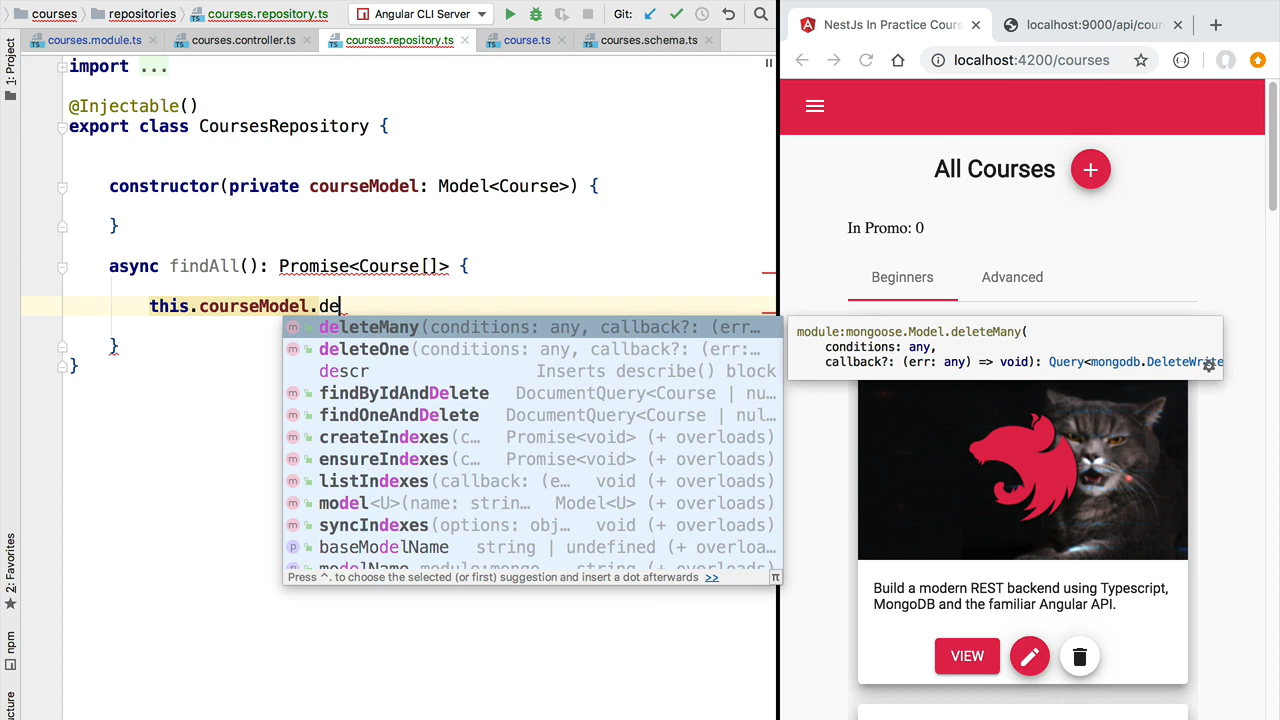 courses repositories courses.repository.ts Angular CLI Server Git:
courses.module.ts courses.controller.ts courses.repository.ts course.ts courses.schema.ts
1: Project
2: Favorites
npm
import ...
@Injectable()
export class CoursesRepository {
constructor(private courseModel: Model<Course>) {
}
async findAll(): Promise<Course[]> {
this.courseModel.de
}
}
deleteMany(conditions: any, callback?: (err…
deleteOne(conditions: any, callback?: (err:…
descr Inserts describe() block
findByIdAndDelete DocumentQuery<Course | nu…
findOneAndDelete DocumentQuery<Course | nul…
createIndexes(c… Promise<void> (+ overloads)
ensureIndexes(c… Promise<void> (+ overloads)
listIndexes(callback: (e… void (+ overloads)
model<U>(name: strin… Model<U> (+ overloads)
syncIndexes(options: obj… void (+ overloads)
baseModelName string | undefined (+ overloa…
Press ^. to choose the selected (or first) suggestion and insert a dot afterwards >>
π
module:mongoose.Model.deleteMany(
conditions: any,
callback?: (err: any) => void): Query<mongodb.DeleteWrite
NestJs In Practice Cours
localhost:9000/api/cour
localhost:4200/courses
All Courses
+
In Promo: 0
Beginners Advanced
Build a modern REST backend using Typescript,
MongoDB and the familiar Angular API.
VIEW